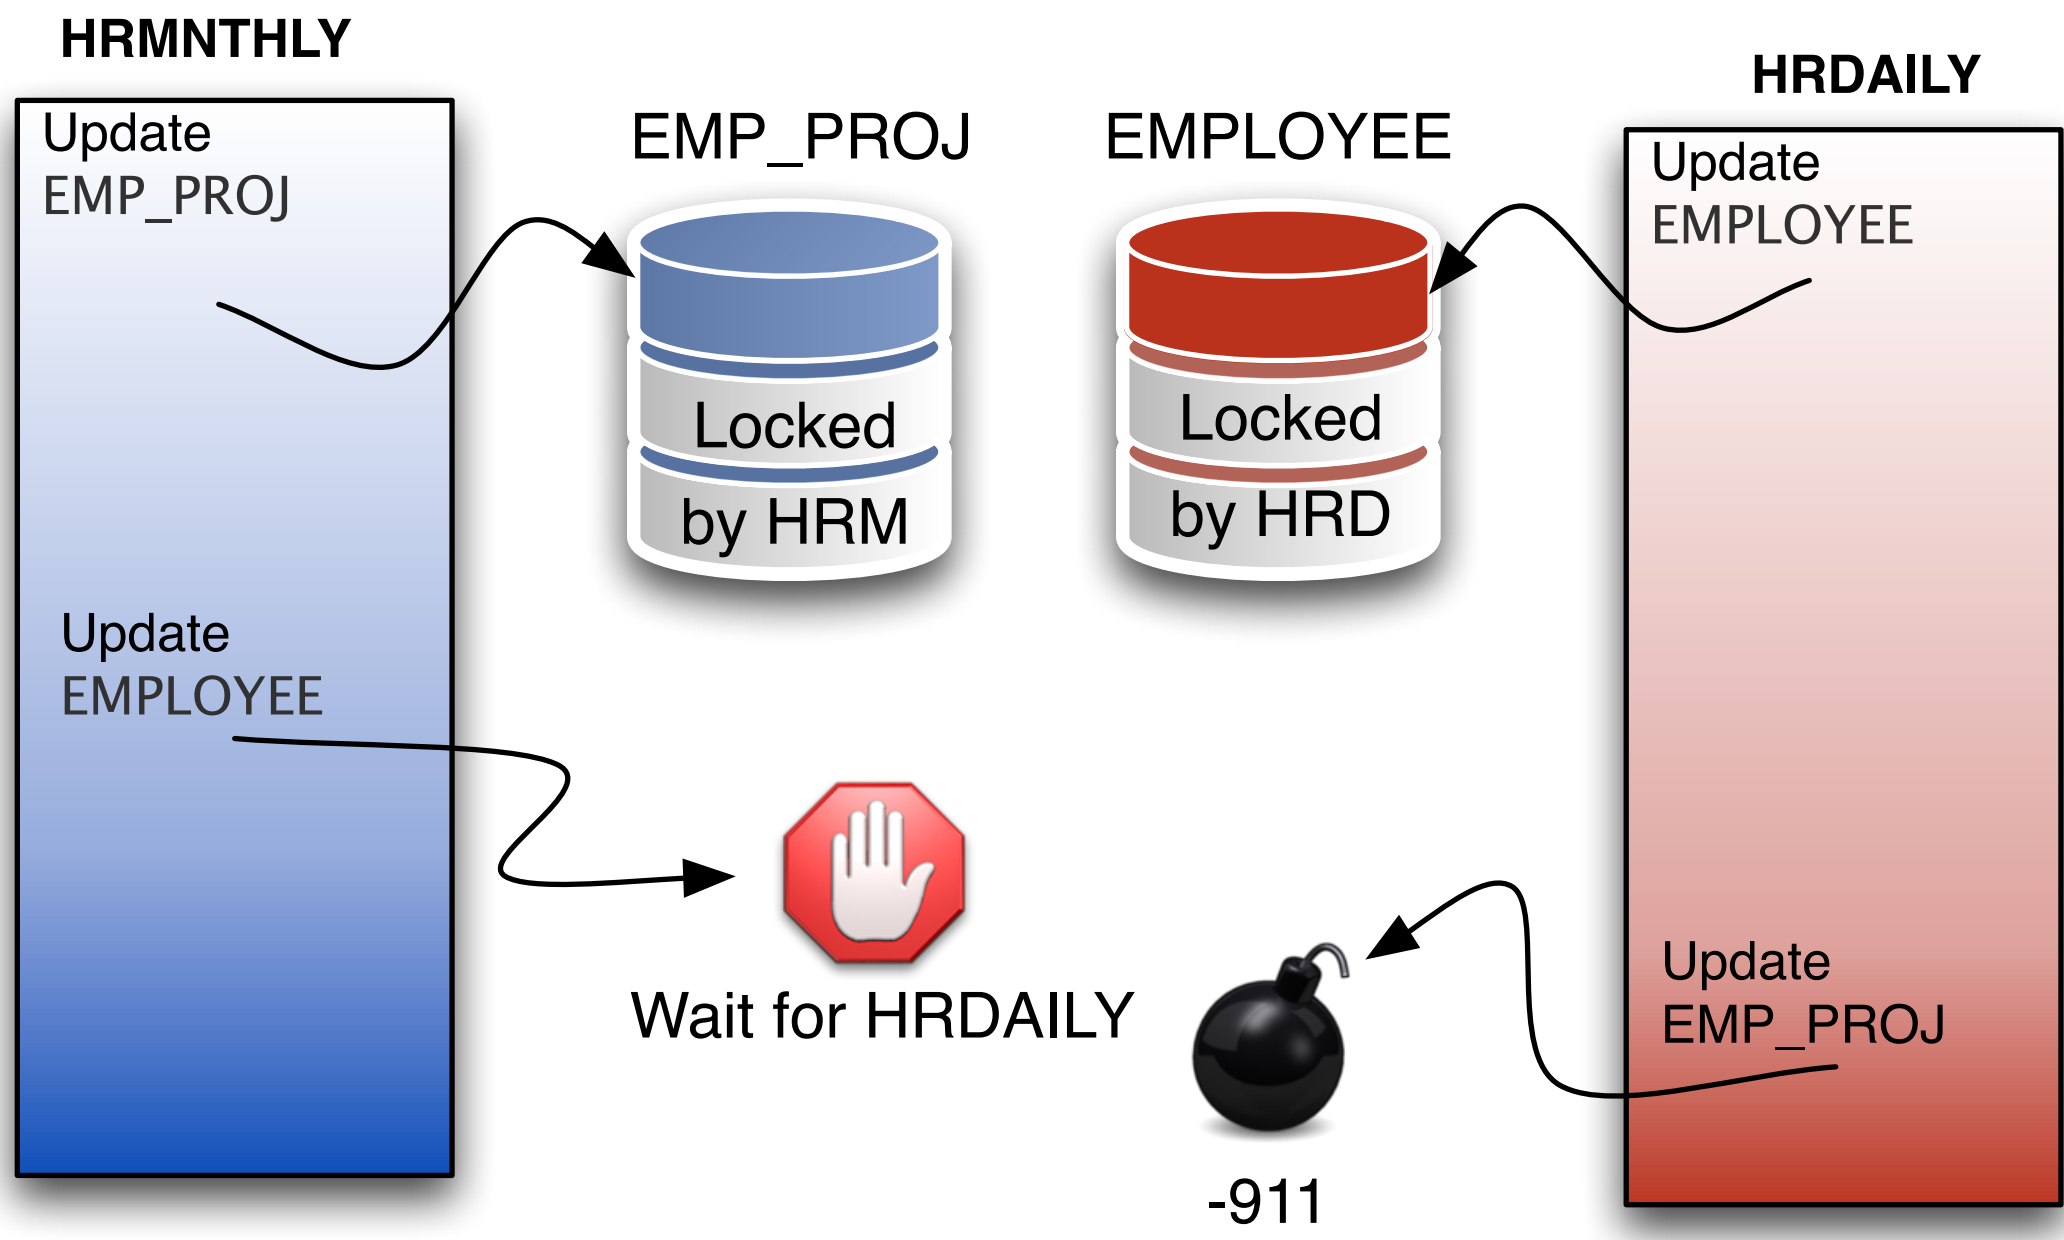 HRMNTHLY
Update
EMP_PROJ
Update
EMPLOYEE
EMP_PROJ
Locked
by HRM
EMPLOYEE
Locked
by HRD
Wait for HRDAILY
-911
HRDAILY
Update
EMPLOYEE
Update
EMP_PROJ